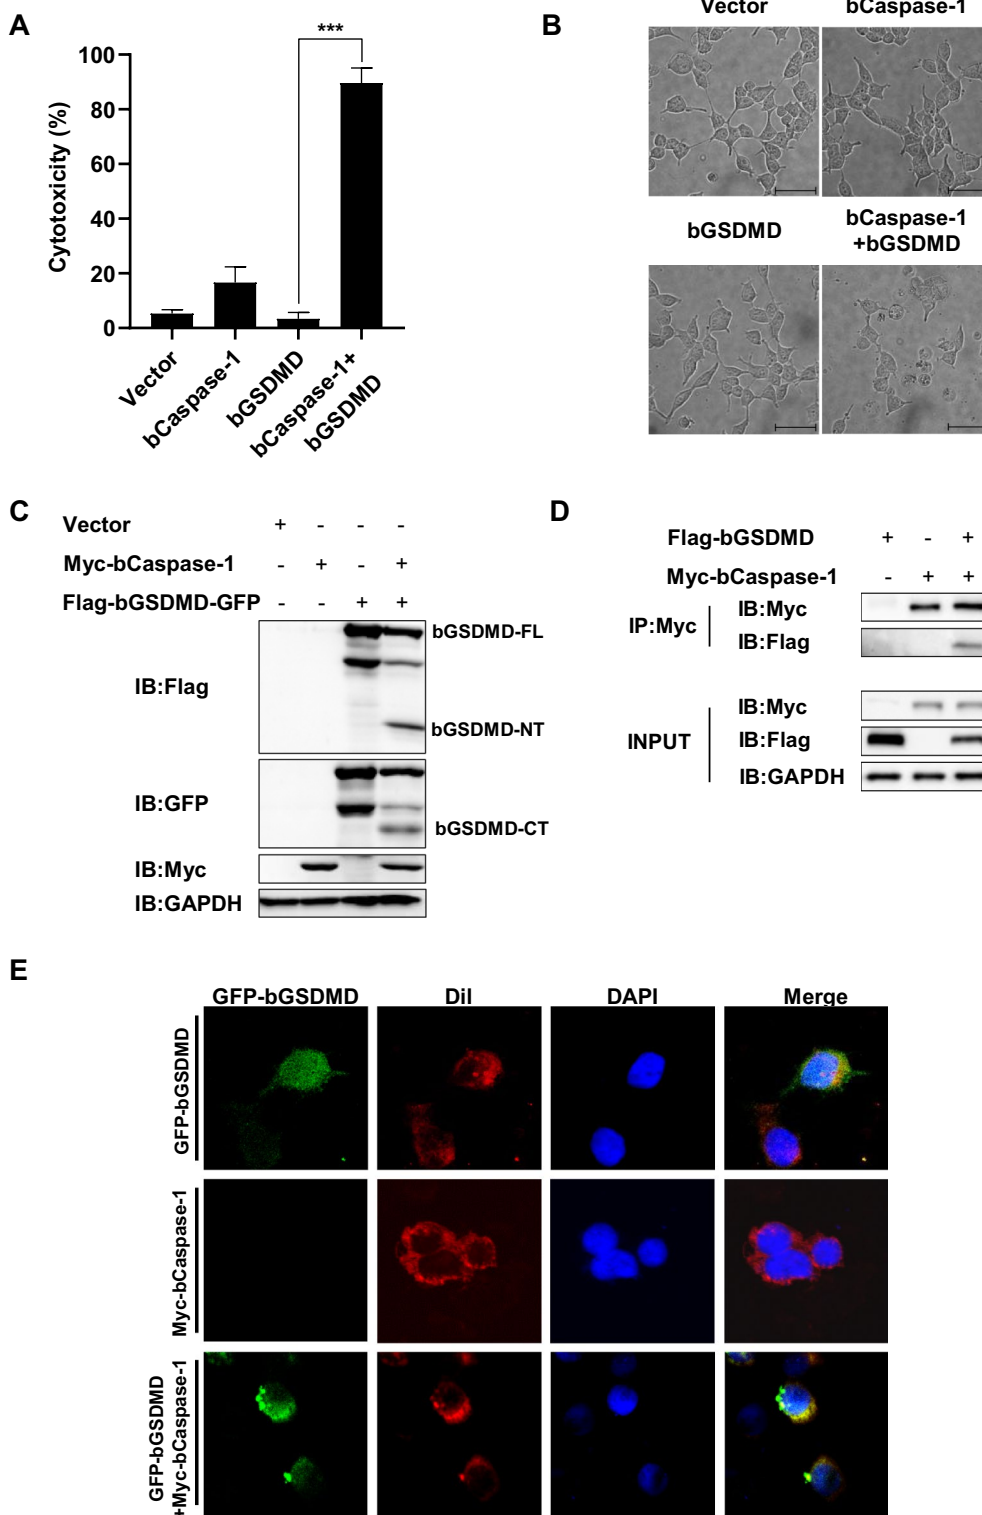 A
***
100
80
60
40
20
0
Cytotoxicity (%)
Vector
bCaspase-1
bGSDMD
bCaspase-1+
bGSDMD
B
Vector
bCaspase-1
bGSDMD
bCaspase-1
+bGSDMD
C
Vector + - - -
Myc-bCaspase-1 - + - +
Flag-bGSDMD-GFP - - + +
IB:Flag
bGSDMD-FL
bGSDMD-NT
IB:GFP
bGSDMD-CT
IB:Myc
IB:GAPDH
D
Flag-bGSDMD + - +
Myc-bCaspase-1 - + +
IP:Myc
IB:Myc
IB:Flag
INPUT
IB:Myc
IB:Flag
IB:GAPDH
E
GFP-bGSDMD
DiI
DAPI
Merge
GFP-bGSDMD
Myc-bCaspase-1
GFP-bGSDMD
+Myc-bCaspase-1